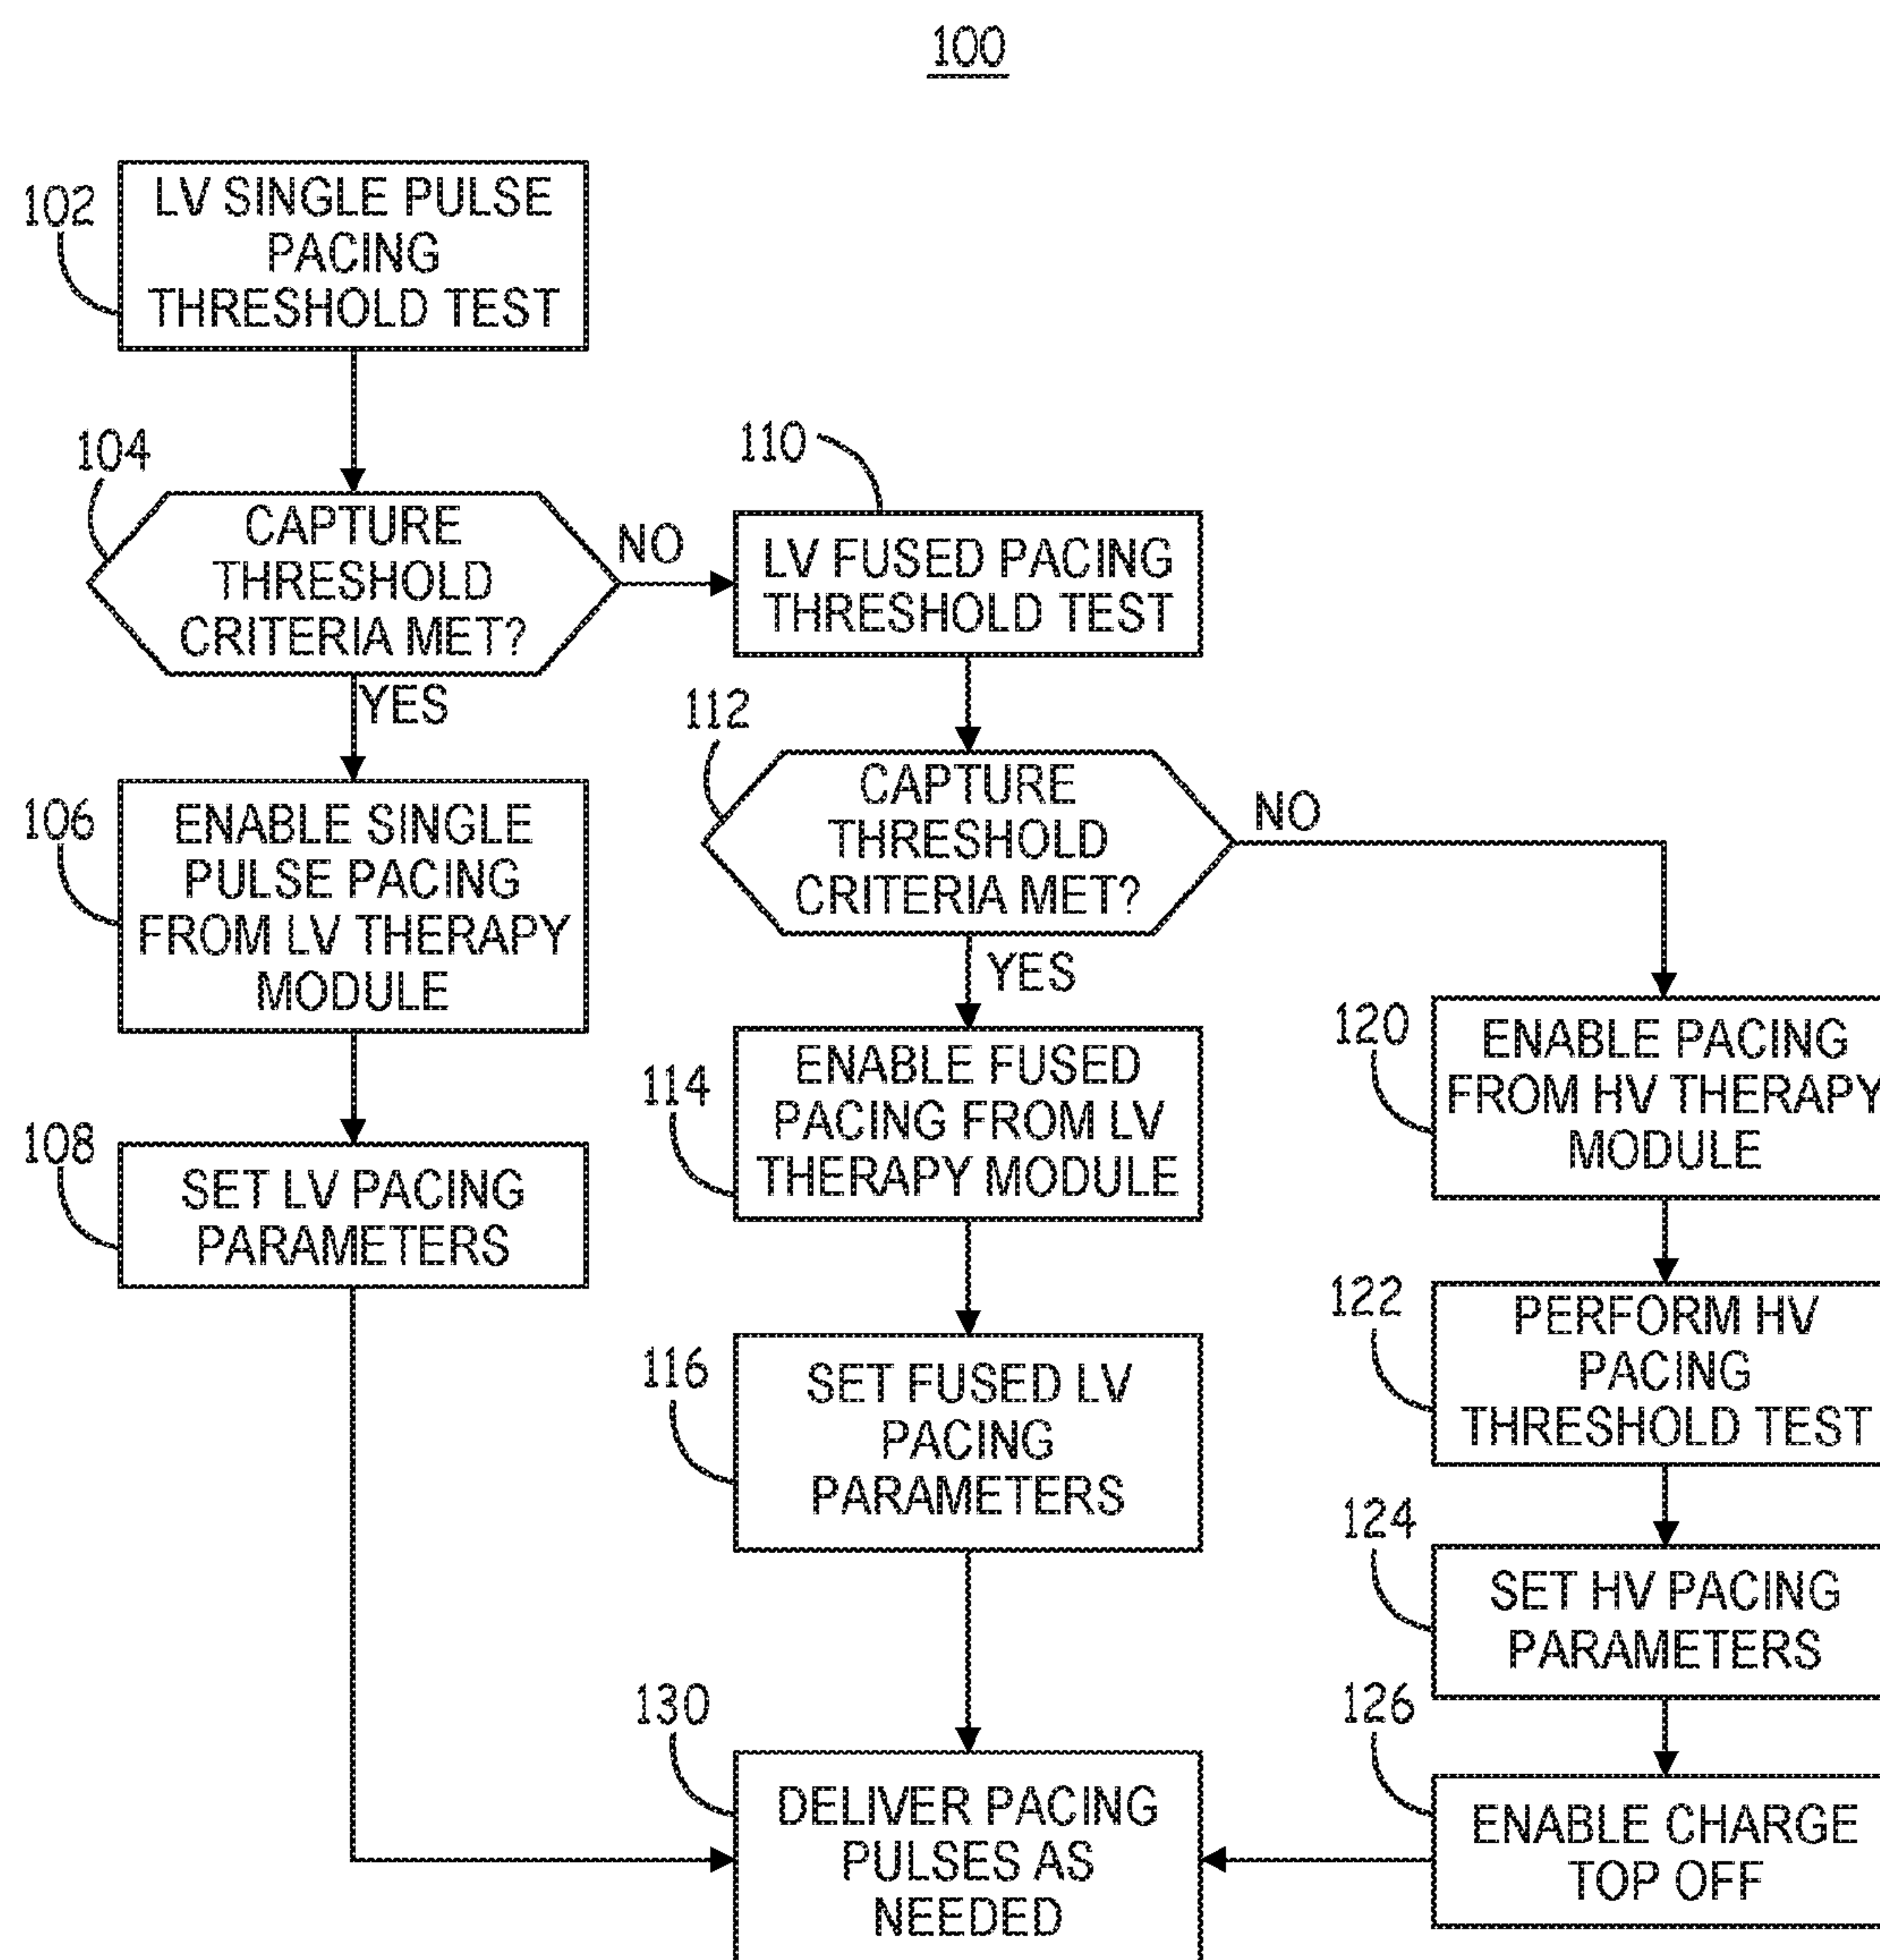 100
102
LV SINGLE PULSE
PACING
THRESHOLD TEST
104
CAPTURE
THRESHOLD
CRITERIA MET?
NO
YES
110
LV FUSED PACING
THRESHOLD TEST
112
CAPTURE
THRESHOLD
CRITERIA MET?
NO
YES
106
ENABLE SINGLE
PULSE PACING
FROM LV THERAPY
MODULE
108
SET LV PACING
PARAMETERS
114
ENABLE FUSED
PACING FROM LV
THERAPY MODULE
116
SET FUSED LV
PACING
PARAMETERS
120
ENABLE PACING
FROM HV THERAPY
MODULE
122
PERFORM HV
PACING
THRESHOLD TEST
124
SET HV PACING
PARAMETERS
126
ENABLE CHARGE
TOP OFF
130
DELIVER PACING
PULSES AS
NEEDED